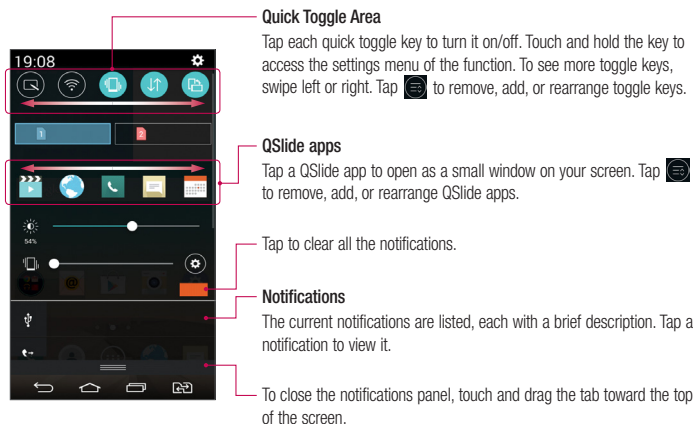 Quick Toggle Area
Tap each quick toggle key to turn it on/off. Touch and hold the key to
access the settings menu of the function. To see more toggle keys,
swipe left or right. Tap to remove, add, or rearrange toggle keys.
19:08
1
2
QSlide apps
Tap a QSlide app to open as a small window on your screen. Tap
to remove, add, or rearrange QSlide apps.
54%
Tap to clear all the notifications.
Notifications
The current notifications are listed, each with a brief description. Tap a
notification to view it.
To close the notifications panel, touch and drag the tab toward the top
of the screen.